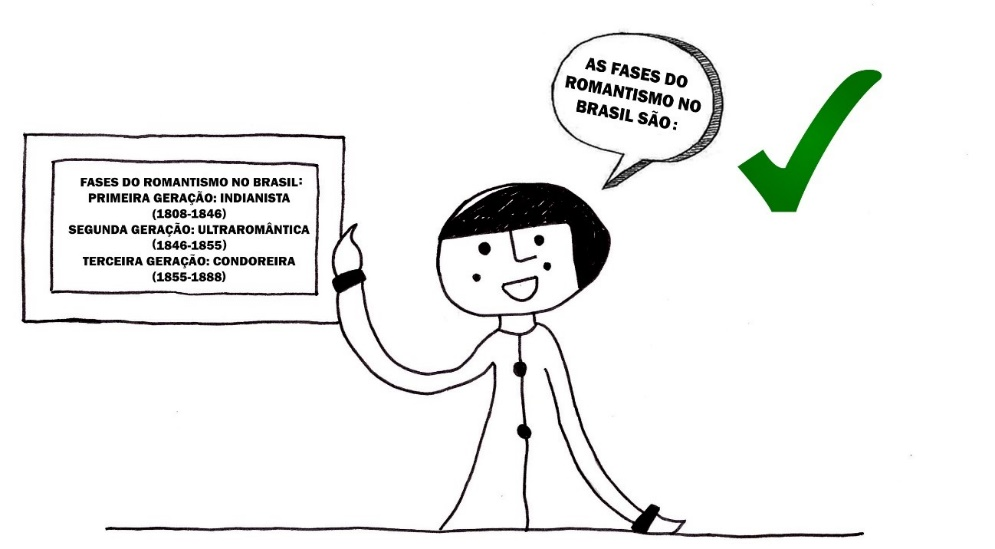 AS FASES DO
ROMANTISMO NO
BRASIL SÃO:
FASES DO ROMANTISMO NO BRASIL:
PRIMEIRA GERAÇÃO: INDIANISTA
(1808-1846)
SEGUNDA GERAÇÃO: ULTRAROMÂNTICA
(1846-1855)
TERCEIRA GERAÇÃO: CONDOREIRA
(1855-1888)